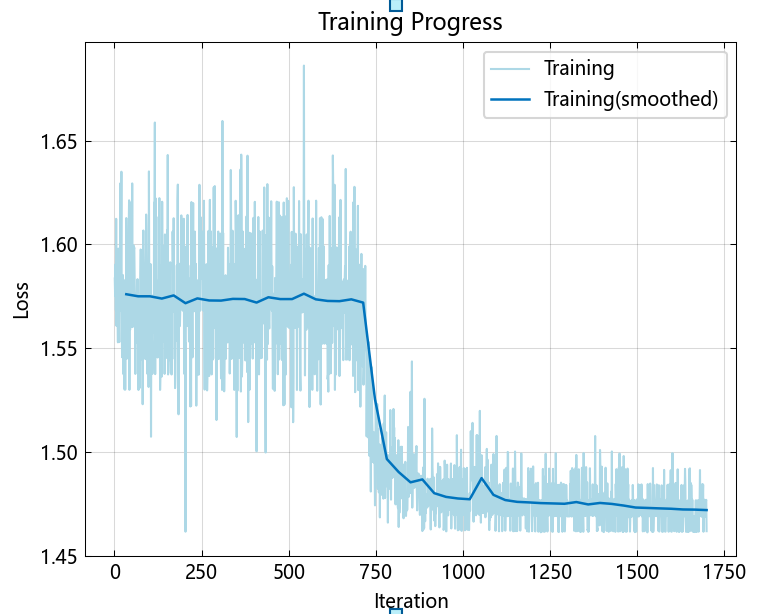 Training Progress
Training
Training(smoothed)
1.65
1.60
1.55
1.50
1.45
Loss
0 250 500 750 1000 1250 1500 1750
Iteration